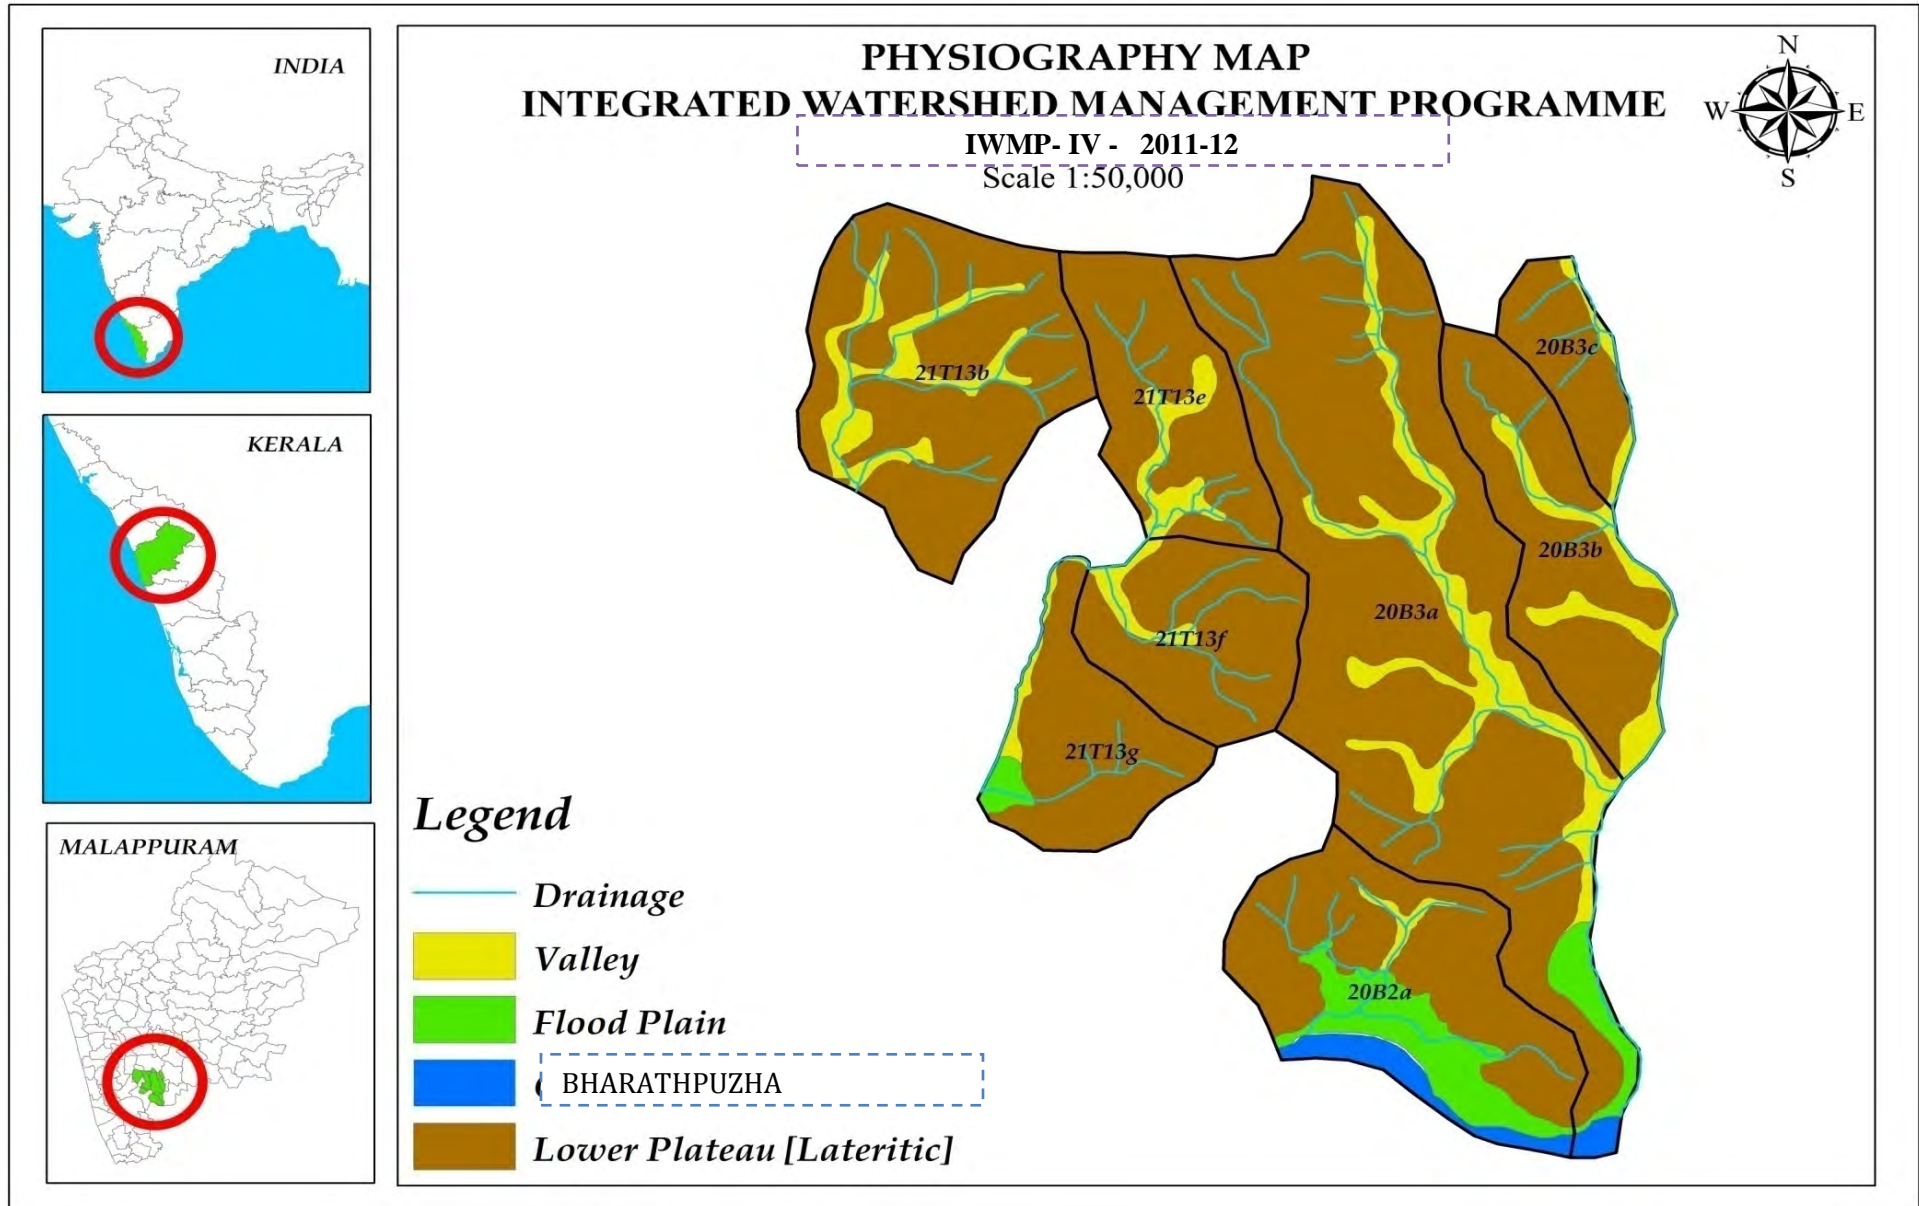 INDIA
KERALA
MALAPPURAM
PHYSIOGRAPHY MAP
INTEGRATED WATERSHED MANAGEMENT PROGRAMME
IWMP- IV - 2011-12
Scale 1:50,000
N
W
E
S
20B3c
21T13b
21T13e
20B3b
20B3a
21T13f
21T13g
20B2a
Legend
Drainage
Valley
Flood Plain
BHARATHPUZHA
Lower Plateau [Lateritic]